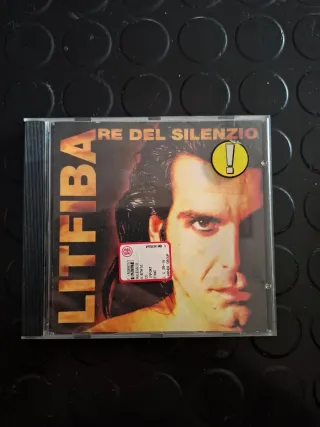 RE DEL SILENZIO
LITFIBA
!